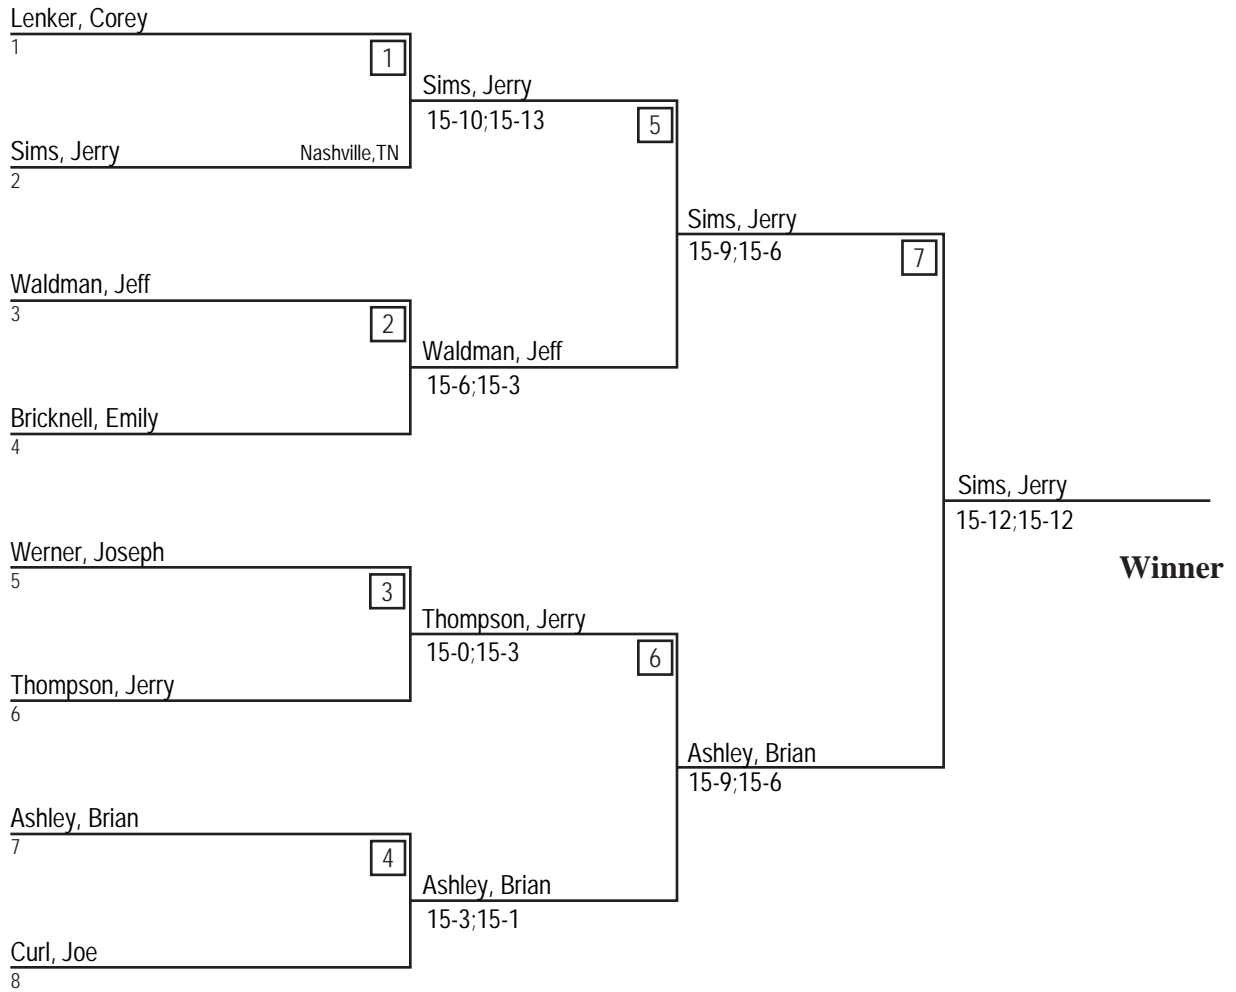 Lenker, Corey
1
1
Sims, Jerry
15-10;15-13
5
Sims, Jerry
Nashville,TN
2
Sims, Jerry
15-9;15-6
7
Waldman, Jeff
3
2
Waldman, Jeff
15-6;15-3
Bricknell, Emily
4
Sims, Jerry
15-12;15-12
Winner
Werner, Joseph
5
3
Thompson, Jerry
15-0;15-3
6
Thompson, Jerry
6
Ashley, Brian
15-9;15-6
Ashley, Brian
7
4
Ashley, Brian
15-3;15-1
Curl, Joe
8